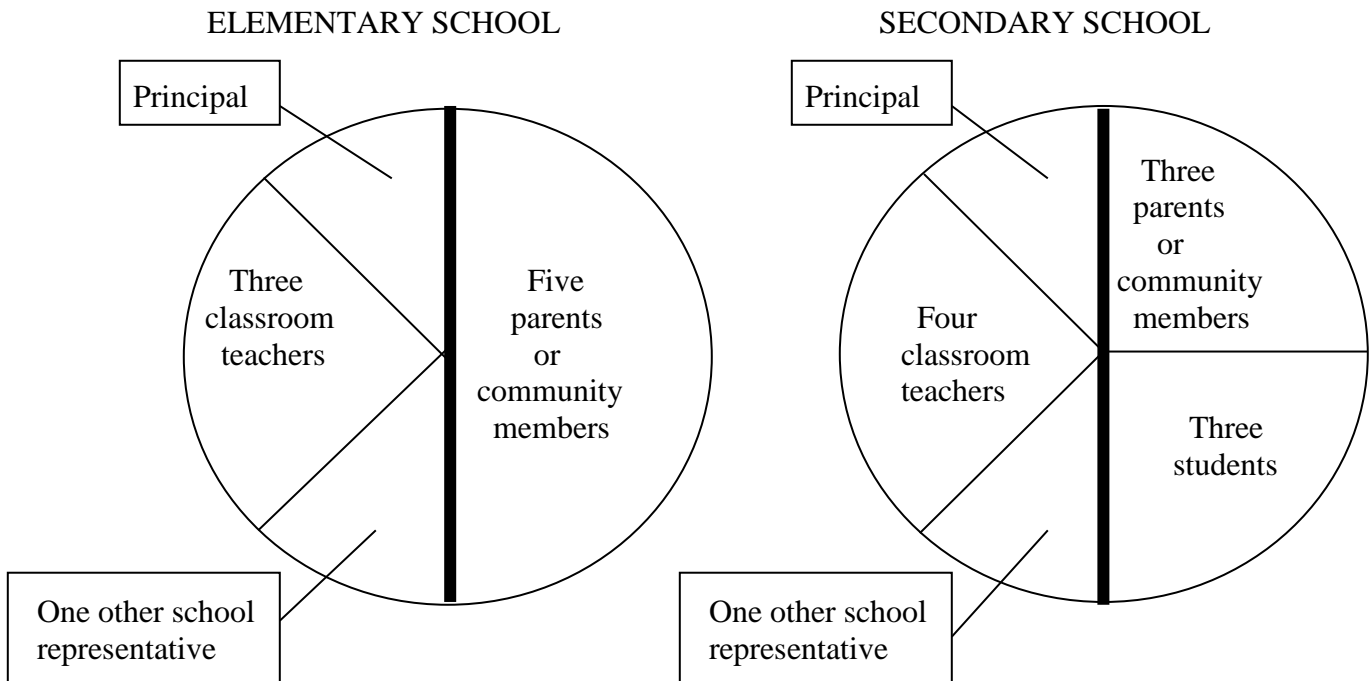 ELEMENTARY SCHOOL
Principal
Three
classroom
teachers
Five
parents
or
community
members
One other school
representative
SECONDARY SCHOOL
Principal
Three
parents
or
community
members
Four
classroom
teachers
Three
students
One other school
representative